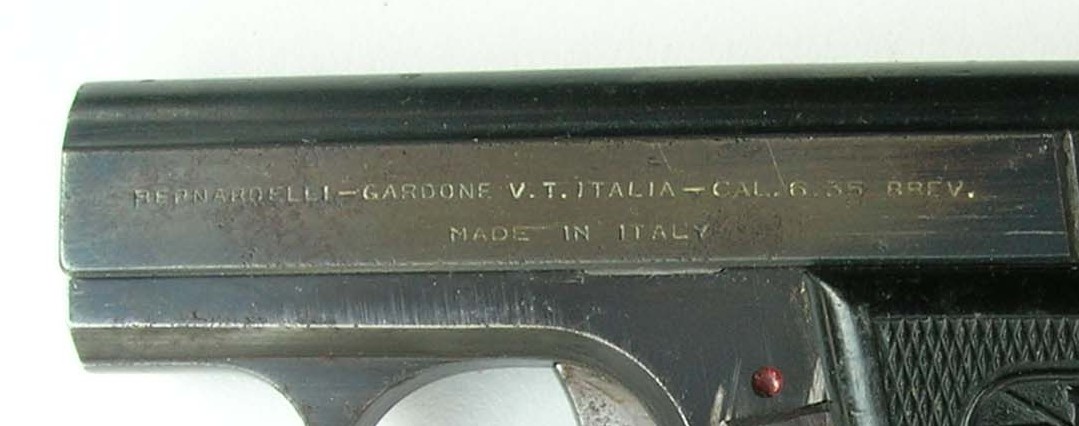 BERNARDELLI-GARDONE V.T. ITALIA-CAL. 6.35 BREV.
MADE IN ITALY